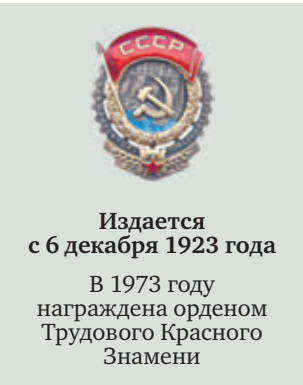 СССР
Издается
с 6 декабря 1923 года
В 1973 году
награждена орденом
Трудового Красного
Знамени